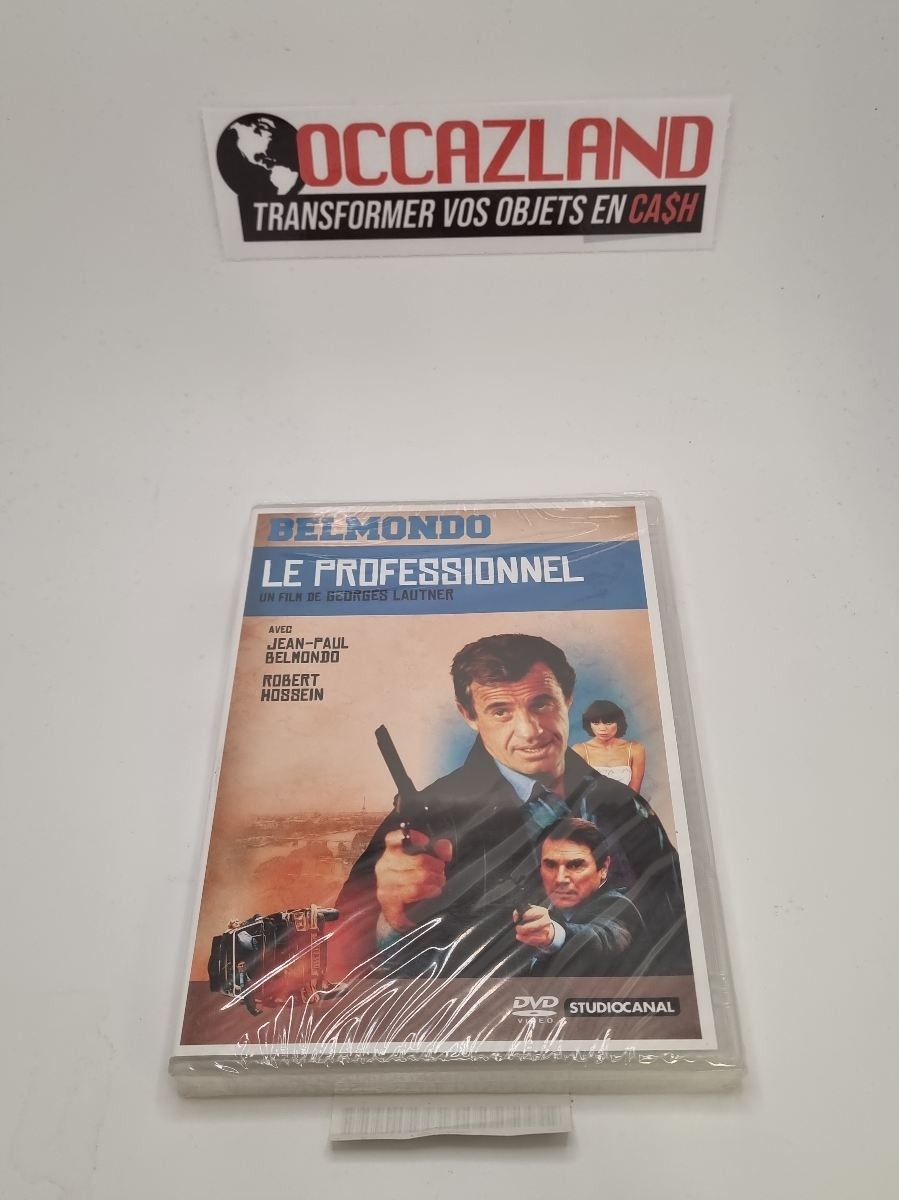 OCCAZLAND
TRANSFORMER VOS OBJETS EN CA$H
BELMONDO
LE PROFESSIONNEL
UN FILM DE GEORGES LAUTNER
AVEC
JEAN-PAUL
BELMONDO
ROBERT
HOSSEIN
DVD
VIDEO
STUDIOCANAL